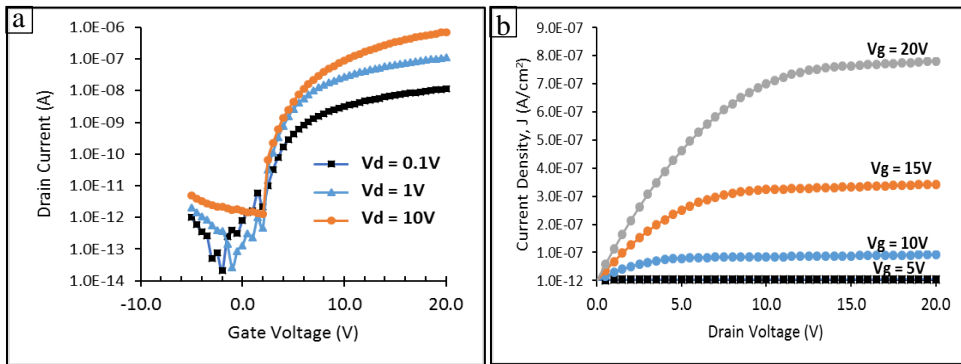 a
Drain Current (A)
1.0E-06
1.0E-07
1.0E-08
1.0E-09
1.0E-10
1.0E-11
1.0E-12
1.0E-13
1.0E-14
Vd = 0.1V
Vd = 1V
Vd = 10V
-10.0 0.0 10.0 20.0
Gate Voltage (V)
b
Current Density, J (A/cm²)
9.0E-07
8.0E-07
7.0E-07
6.0E-07
5.0E-07
4.0E-07
3.0E-07
2.0E-07
1.0E-07
1.0E-12
Vg = 20V
Vg = 15V
Vg = 10V
Vg = 5V
0.0 5.0 10.0 15.0 20.0
Drain Voltage (V)